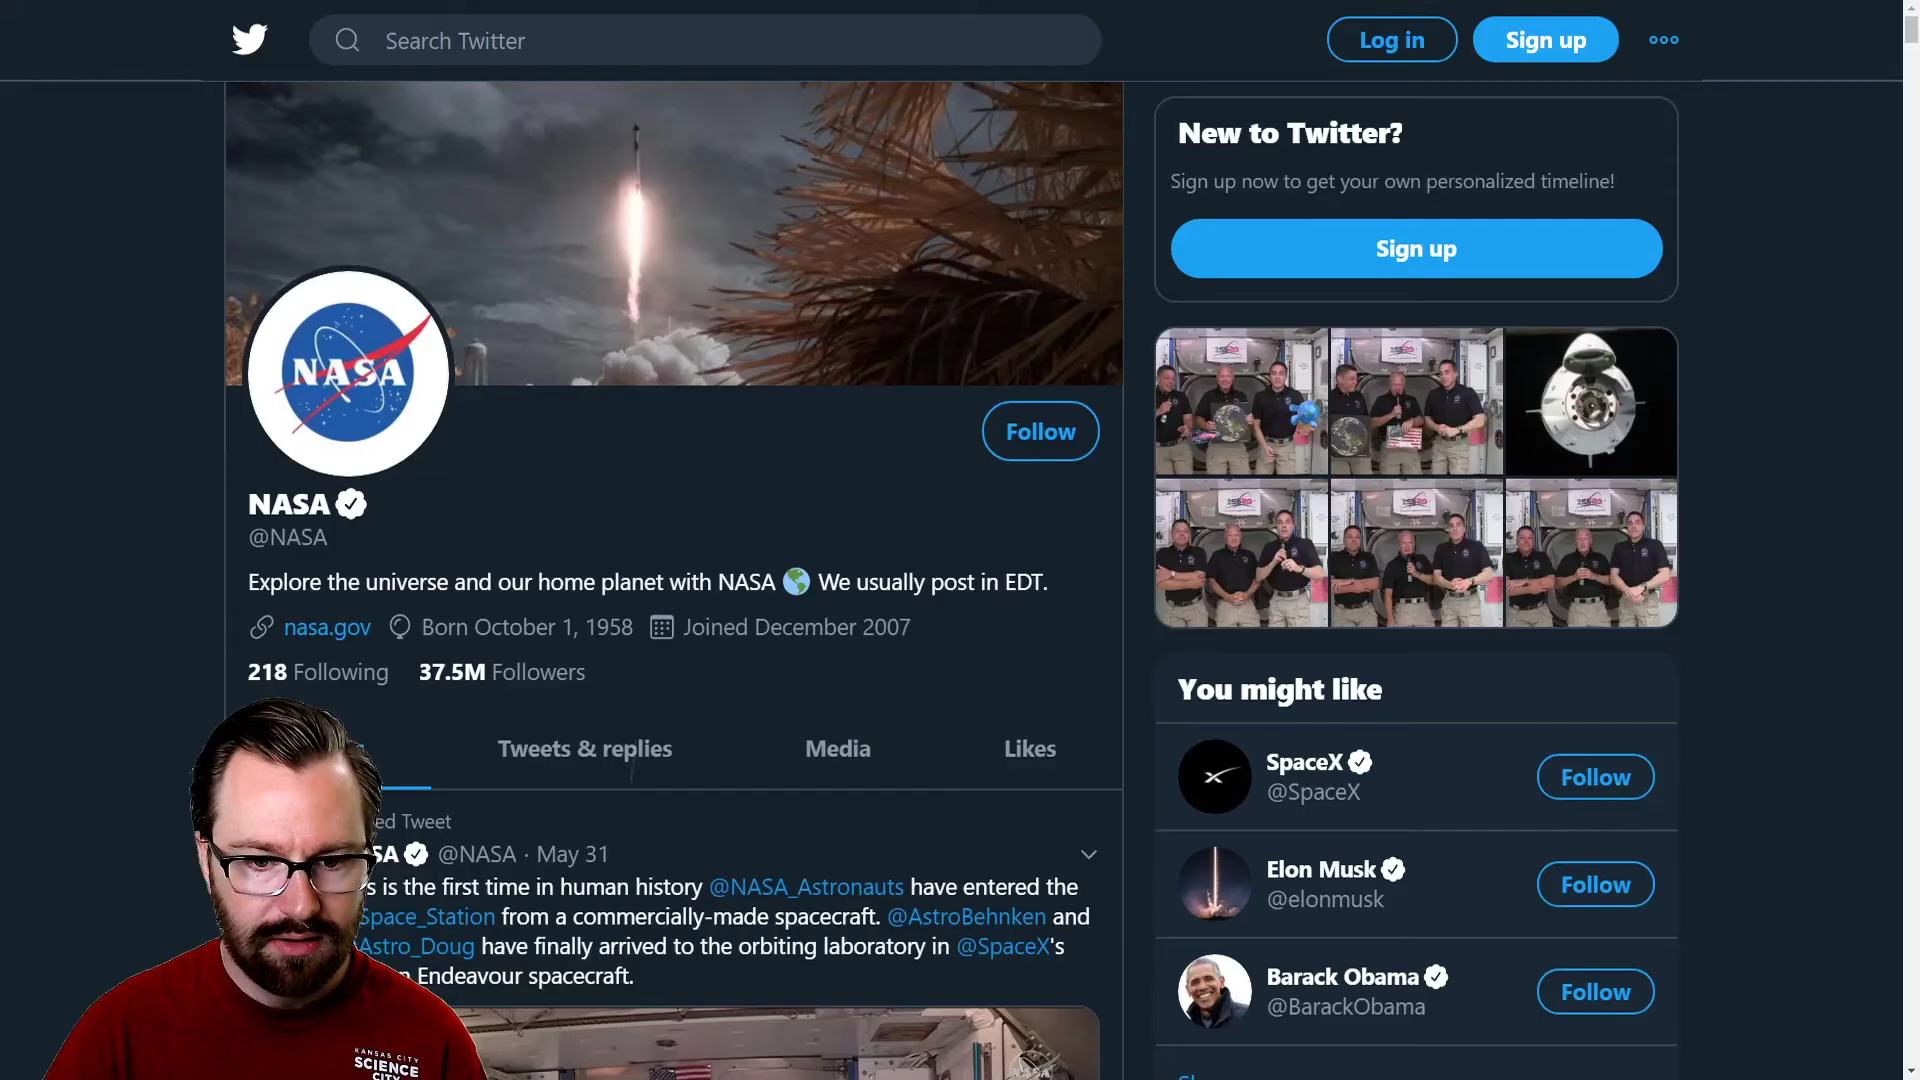 Search Twitter
Log in
Sign up
New to Twitter?
Sign up now to get your own personalized timeline!
Sign up
NASA
Follow
NASA
@NASA
Explore the universe and our home planet with NASA 🌎 We usually post in EDT.
nasa.gov Born October 1, 1958 Joined December 2007
218 Following 37.5M Followers
Tweets & replies
Media
Likes
ed Tweet
SA @NASA · May 31
s is the first time in human history @NASA_Astronauts have entered the
Space_Station from a commercially-made spacecraft. @AstroBehnken and
Astro_Doug have finally arrived to the orbiting laboratory in @SpaceX's
n Endeavour spacecraft.
You might like
SpaceX
@SpaceX
Follow
Elon Musk
@elonmusk
Follow
Barack Obama
@BarackObama
Follow
KANSAS CITY
SCIENCE
CITY